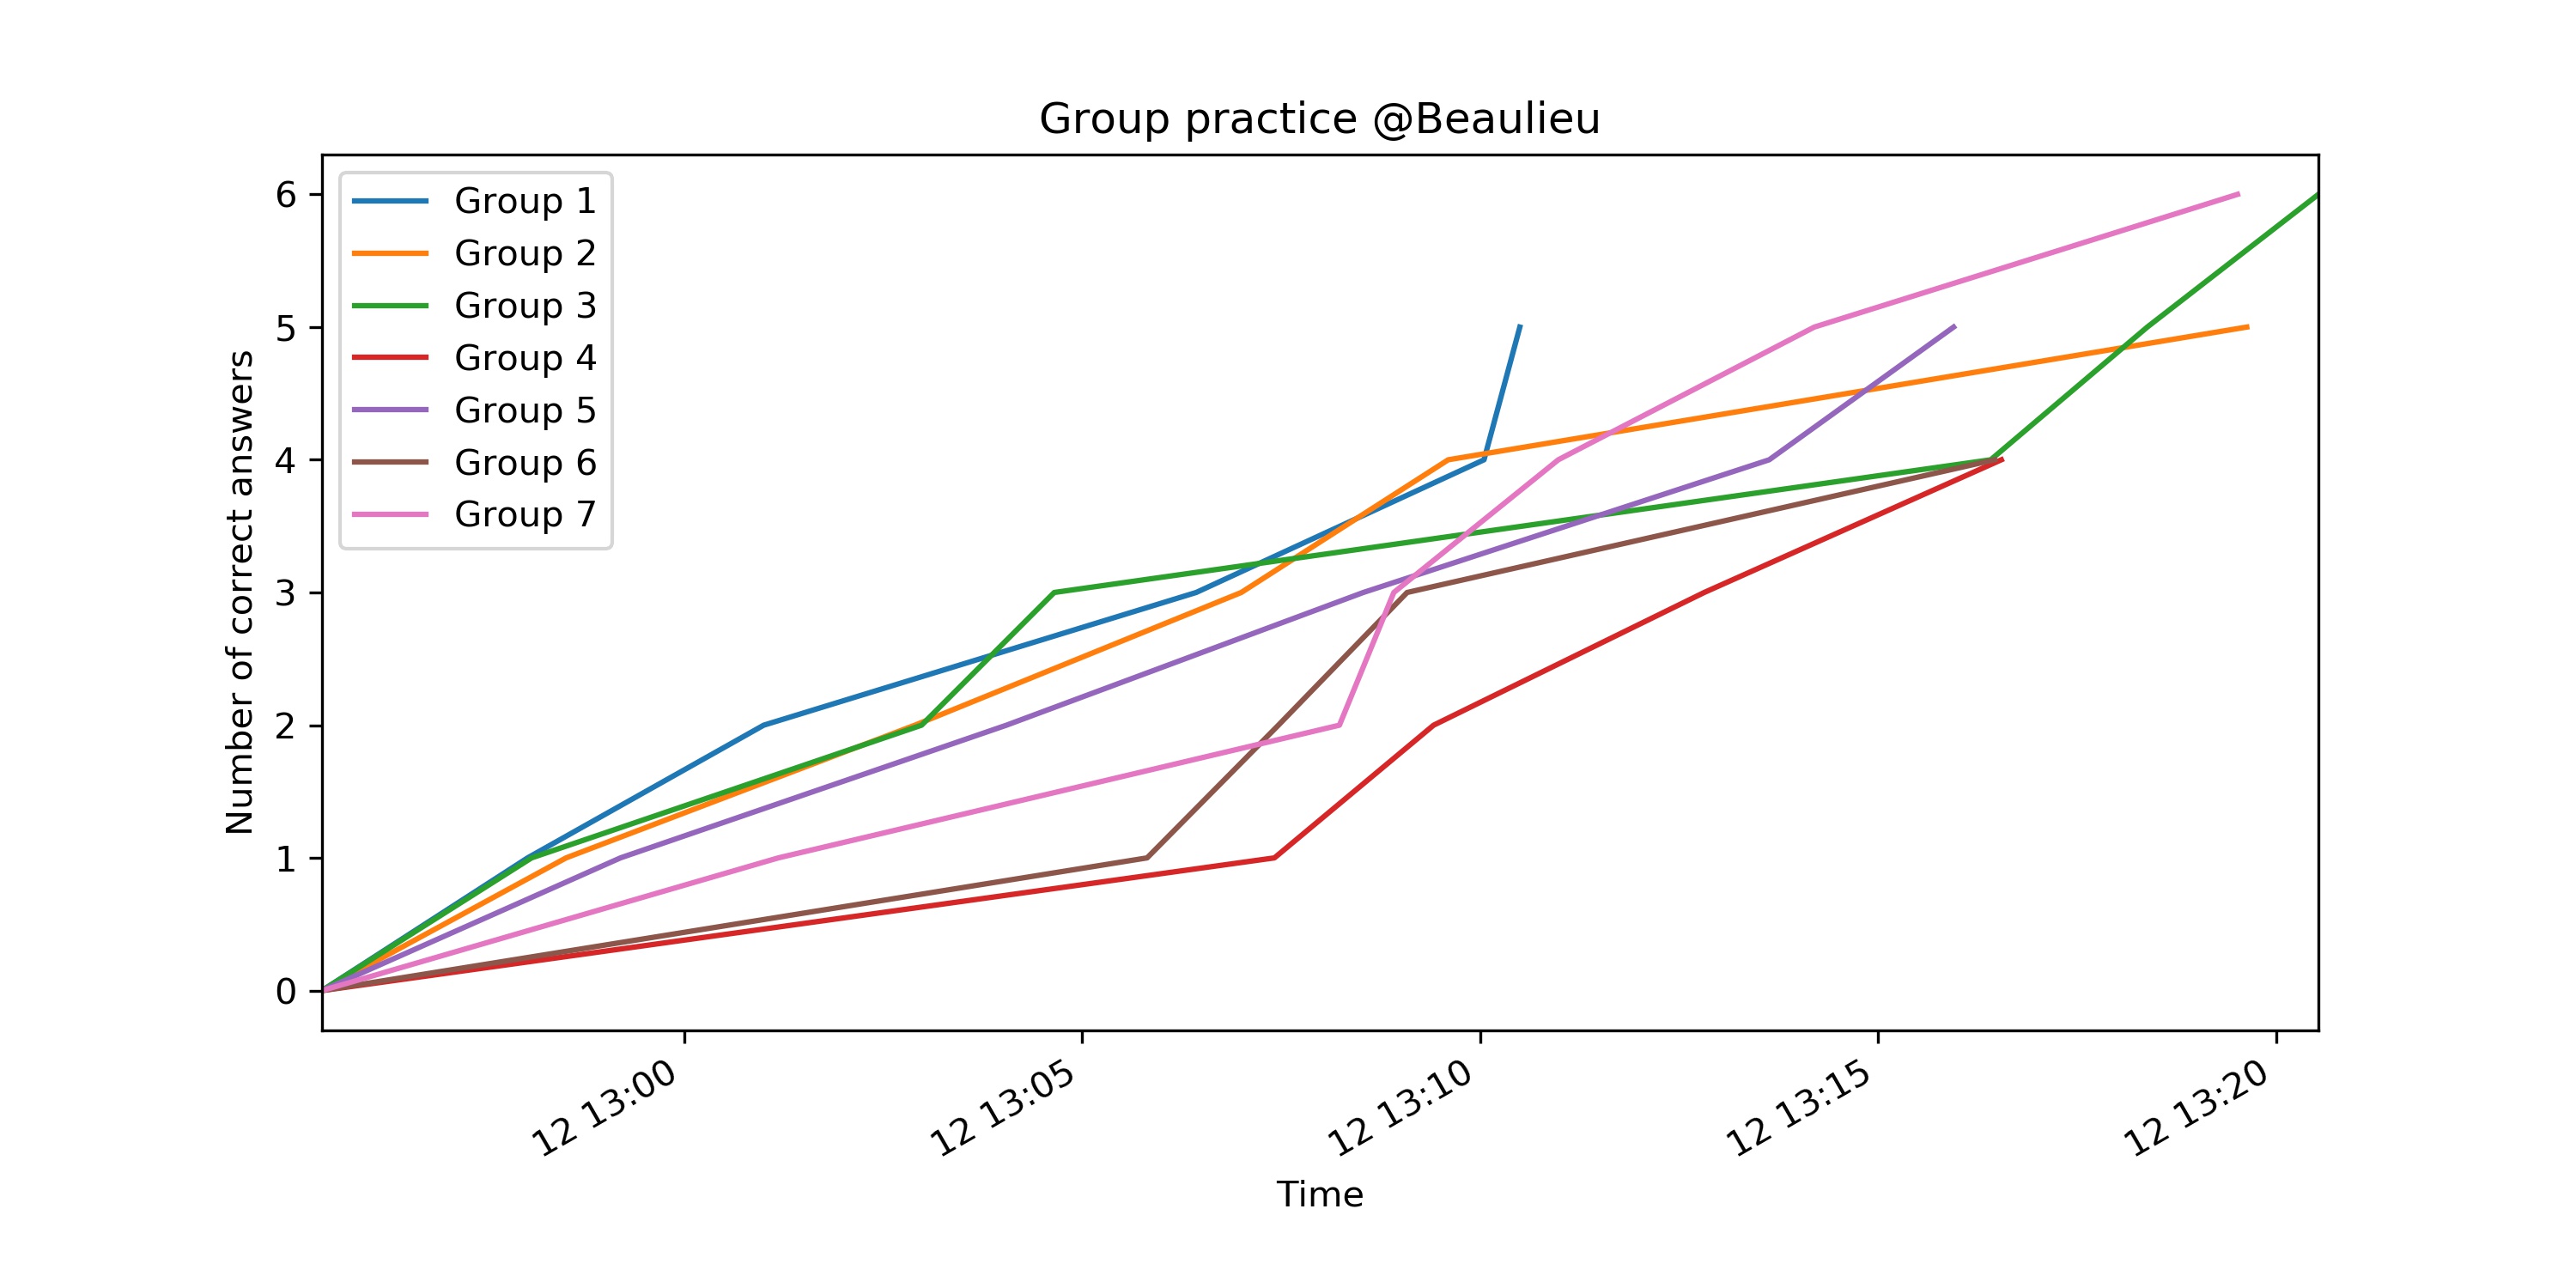 Group practice @Beaulieu
Group 1
Group 2
Group 3
Group 4
Group 5
Group 6
Group 7
6
5
4
3
2
1
0
Number of correct answers
12 13:00
12 13:05
12 13:10
12 13:15
12 13:20
Time